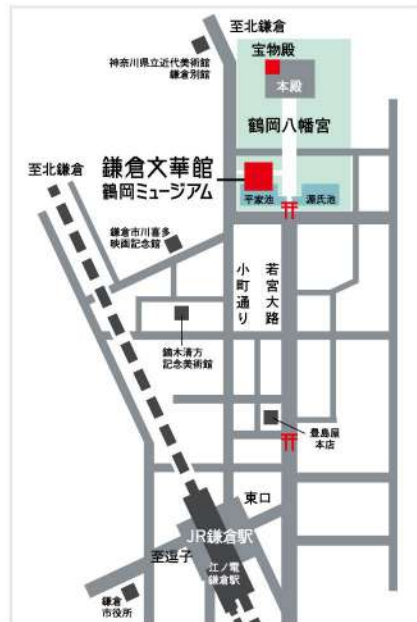 至北鎌倉
神奈川県立近代美術館
鎌倉別館
宝物殿
本殿
鶴岡八幡宮
至北鎌倉
鎌倉文華館
鶴岡ミュージアム
平家池
源氏池
鎌倉市川喜多
映画記念館
小町通り
若宮大路
鏑木清方
記念美術館
豊島屋
本店
東口
JR鎌倉駅
至逗子
江ノ電
鎌倉駅
鎌倉
市役所